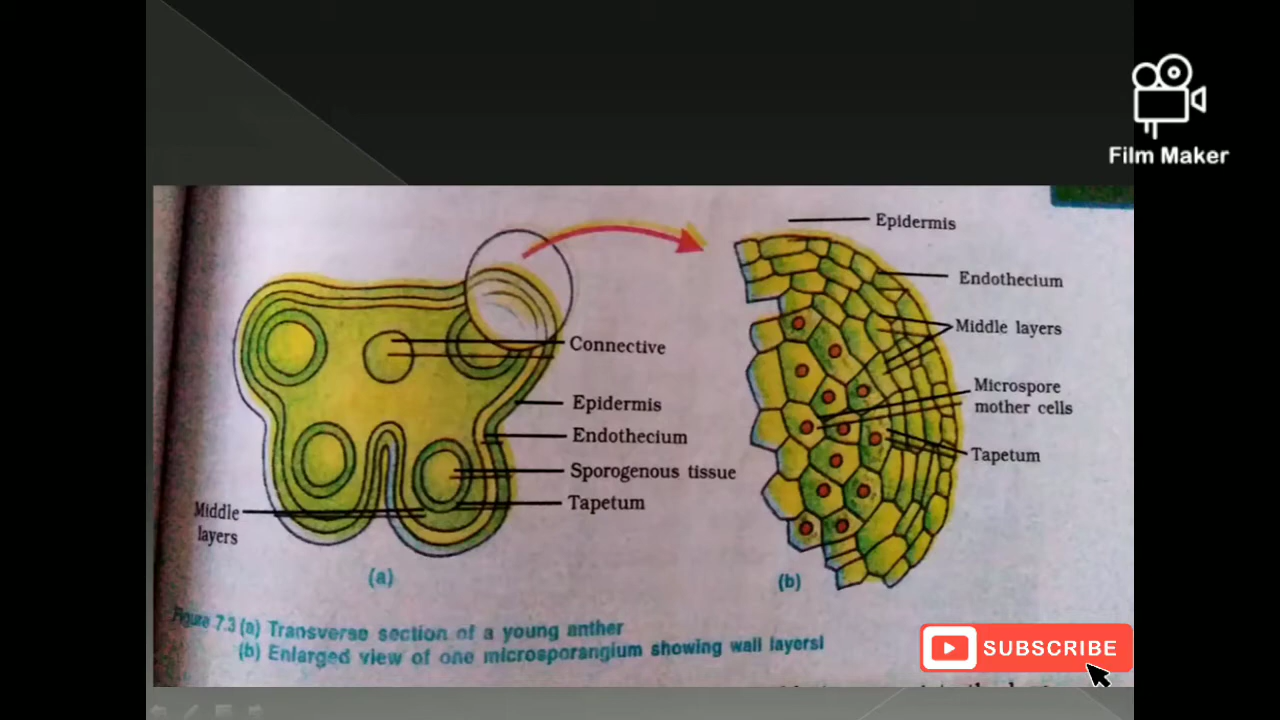 Film Maker
Epidermis
Endothecium
Middle layers
Microspore
mother cells
Tapetum
Connective
Epidermis
Endothecium
Sporogenous tissue
Tapetum
Middle
layers
(a)
(b)
Figure 7.3 (a) Transverse section of a young anther
(b) Enlarged view of one microsporangium showing wall layersl
SUBSCRIBE